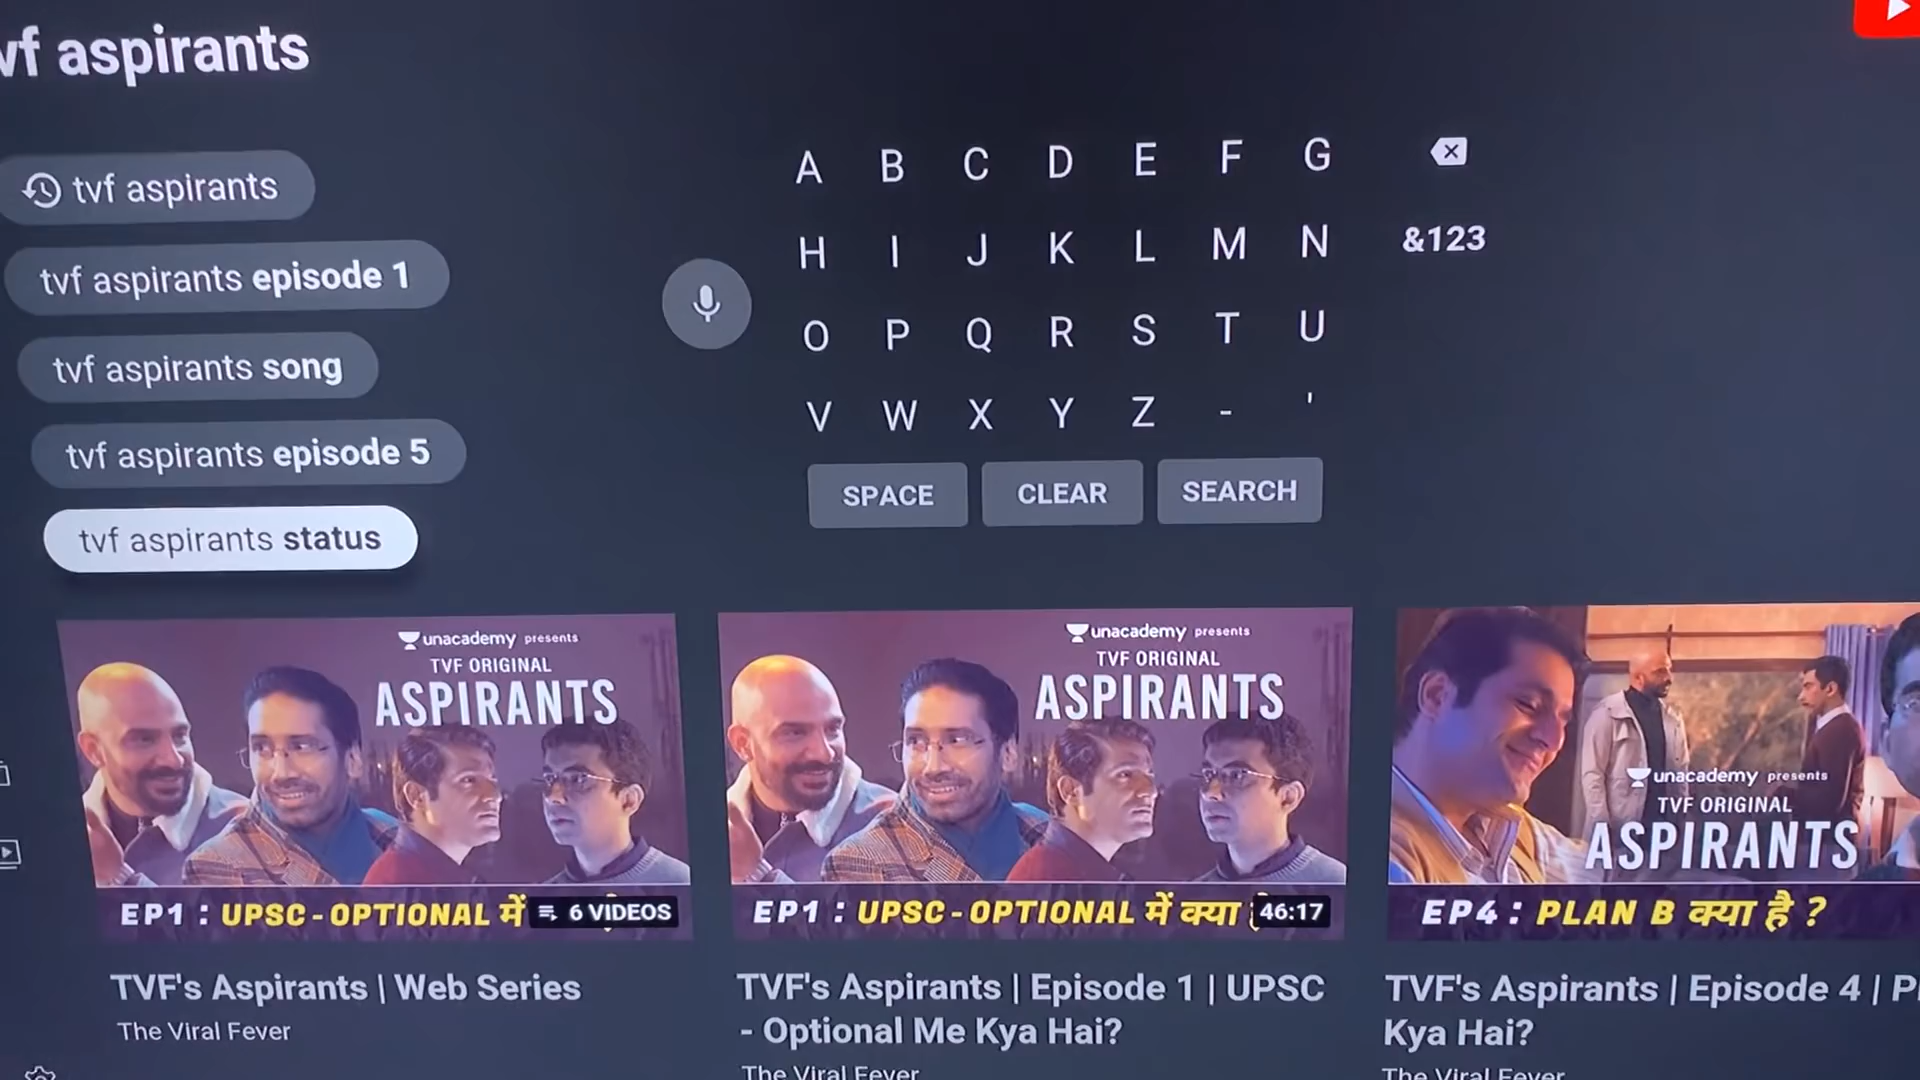 vf aspirants
tvf aspirants
tvf aspirants episode 1
tvf aspirants song
tvf aspirants episode 5
tvf aspirants status
A B C D E F G
H I J K L M N &123
O P Q R S T U
V W X Y Z - '
SPACE CLEAR SEARCH
unacademy presents
TVF ORIGINAL
ASPIRANTS
EP1 : UPSC - OPTIONAL में
6 VIDEOS
TVF's Aspirants | Web Series
The Viral Fever
unacademy presents
TVF ORIGINAL
ASPIRANTS
EP1 : UPSC - OPTIONAL में क्या
46:17
TVF's Aspirants | Episode 1 | UPSC
- Optional Me Kya Hai?
The Viral Fever
unacademy presents
TVF ORIGINAL
ASPIRANTS
EP4 : PLAN B क्या है ?
TVF's Aspirants | Episode 4 | Pl
Kya Hai?
The Viral Fever